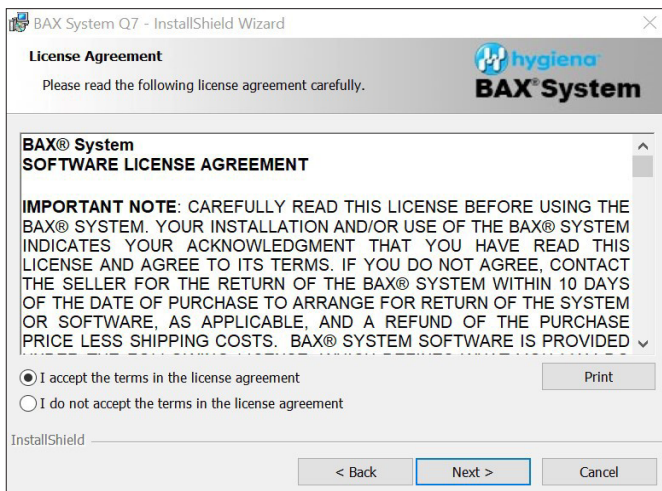 BAX System Q7 - InstallShield Wizard
License Agreement
Please read the following license agreement carefully.
hygiena
BAX®System
BAX® System
SOFTWARE LICENSE AGREEMENT
IMPORTANT NOTE: CAREFULLY READ THIS LICENSE BEFORE USING THE
BAX® SYSTEM. YOUR INSTALLATION AND/OR USE OF THE BAX® SYSTEM
INDICATES YOUR ACKNOWLEDGMENT THAT YOU HAVE READ THIS
LICENSE AND AGREE TO ITS TERMS. IF YOU DO NOT AGREE, CONTACT
THE SELLER FOR THE RETURN OF THE BAX® SYSTEM WITHIN 10 DAYS
OF THE DATE OF PURCHASE TO ARRANGE FOR RETURN OF THE SYSTEM
OR SOFTWARE, AS APPLICABLE, AND A REFUND OF THE PURCHASE
PRICE LESS SHIPPING COSTS. BAX® SYSTEM SOFTWARE IS PROVIDED
I accept the terms in the license agreement
Print
I do not accept the terms in the license agreement
InstallShield
< Back
Next >
Cancel